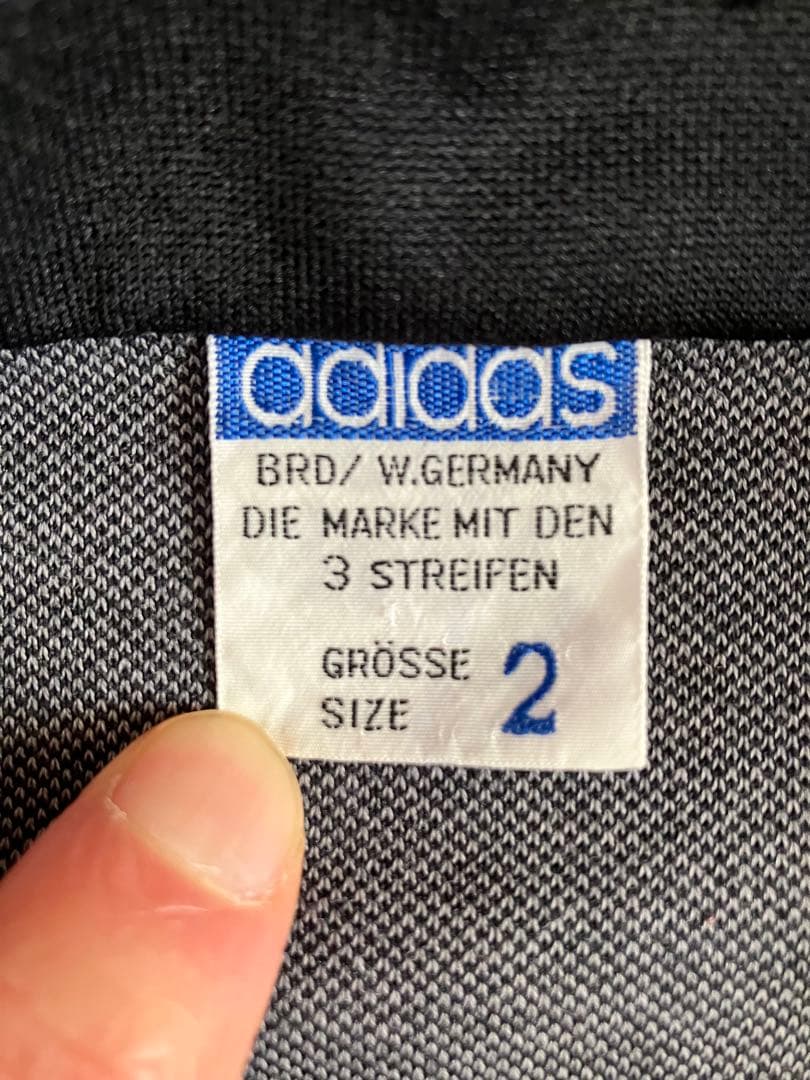 adidas
BRD/ W.GERMANY
DIE MARKE MIT DEN
3 STREIFEN
GRÖSSE 2
SIZE